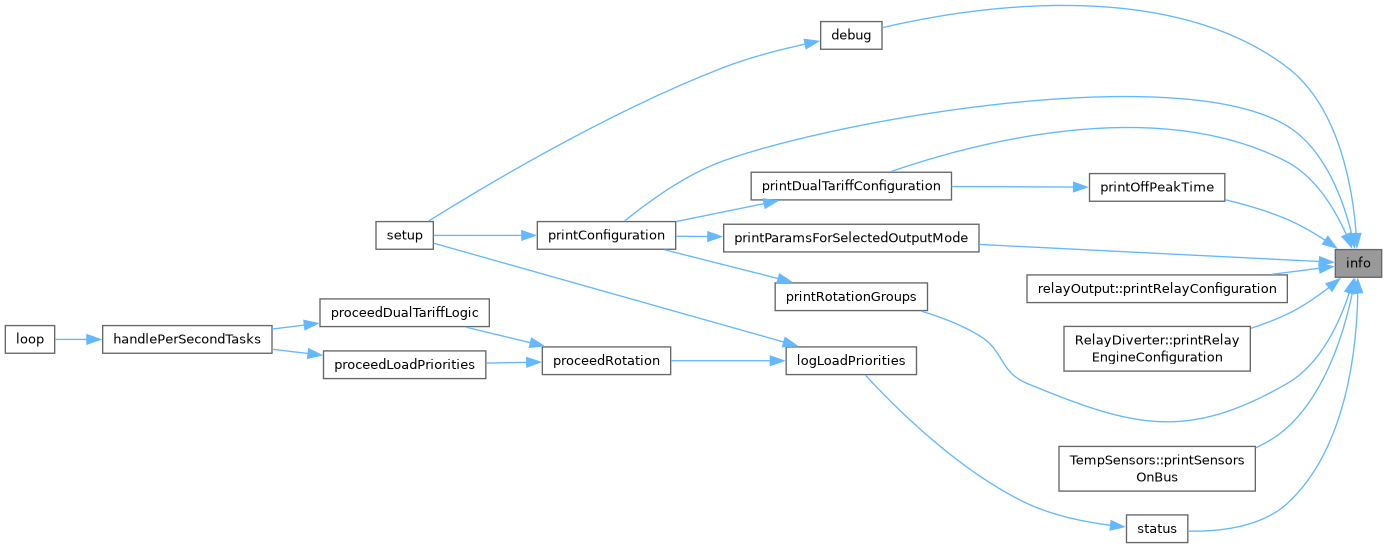 debug
printDualTariffConfiguration
printOffPeakTime
setup
printConfiguration
printParamsForSelectedOutputMode
info
relayOutput::printRelayConfiguration
printRotationGroups
proceedDualTariffLogic
loop
handlePerSecondTasks
RelayDiverter::printRelay
EngineConfiguration
proceedLoadPriorities
proceedRotation
logLoadPriorities
TempSensors::printSensors
OnBus
status